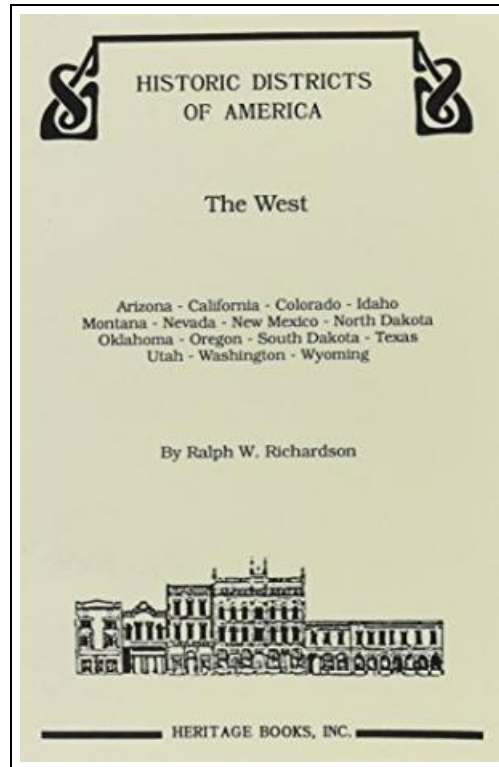 HISTORIC DISTRICTS
OF AMERICA
The West
Arizona - California - Colorado - Idaho
Montana - Nevada - New Mexico - North Dakota
Oklahoma - Oregon - South Dakota - Texas
Utah - Washington - Wyoming
By Ralph W. Richardson
HERITAGE BOOKS, INC.